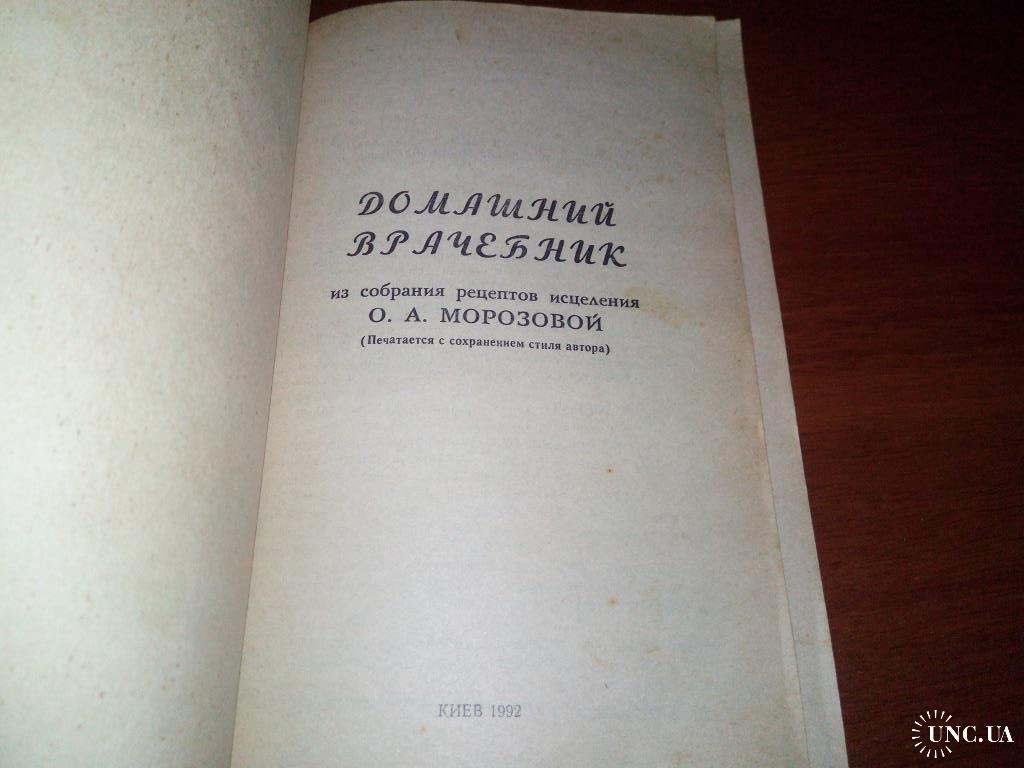 ДОМАШНИЙ
ВРАЧЕБНИК
из собрания рецептов исцеления
О. А. МОРОЗОВОЙ
(Печатается с сохранением стиля автора)
КИЕВ 1992
UNC.UA